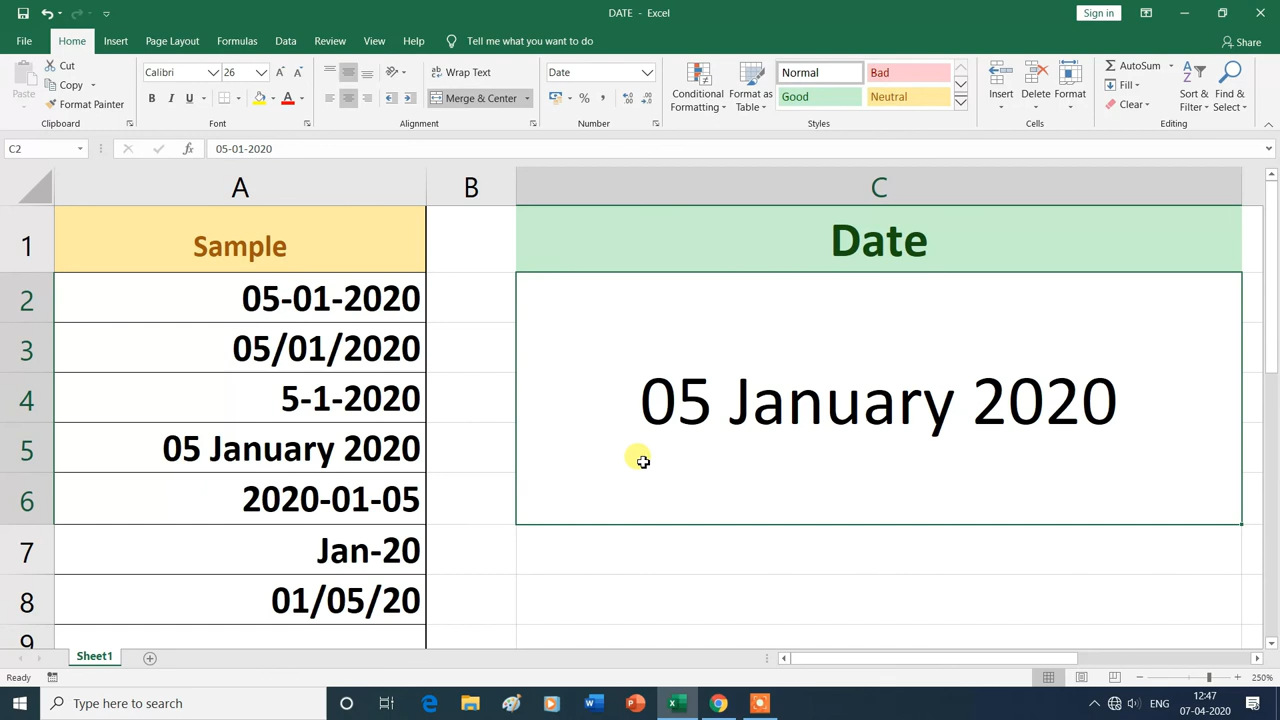 DATE - Excel
Sign in
File Home Insert Page Layout Formulas Data Review View Help Tell me what you want to do Share
Paste
Cut
Copy
Format Painter
Clipboard
Calibri 26
B I U
Font
Wrap Text
Merge & Center
Alignment
Date
%
Number
Conditional Formatting
Format as Table
Normal Bad
Good Neutral
Styles
Insert Delete Format
Cells
AutoSum
Fill
Clear
Sort & Filter
Find & Select
Editing
C2 fx 05-01-2020
A B C
1 Sample Date
2 05-01-2020
3 05/01/2020
4 5-1-2020 05 January 2020
5 05 January 2020
6 2020-01-05
7 Jan-20
8 01/05/20
9
Sheet1
Ready 250%
Type here to search ENG 12:47
07-04-2020